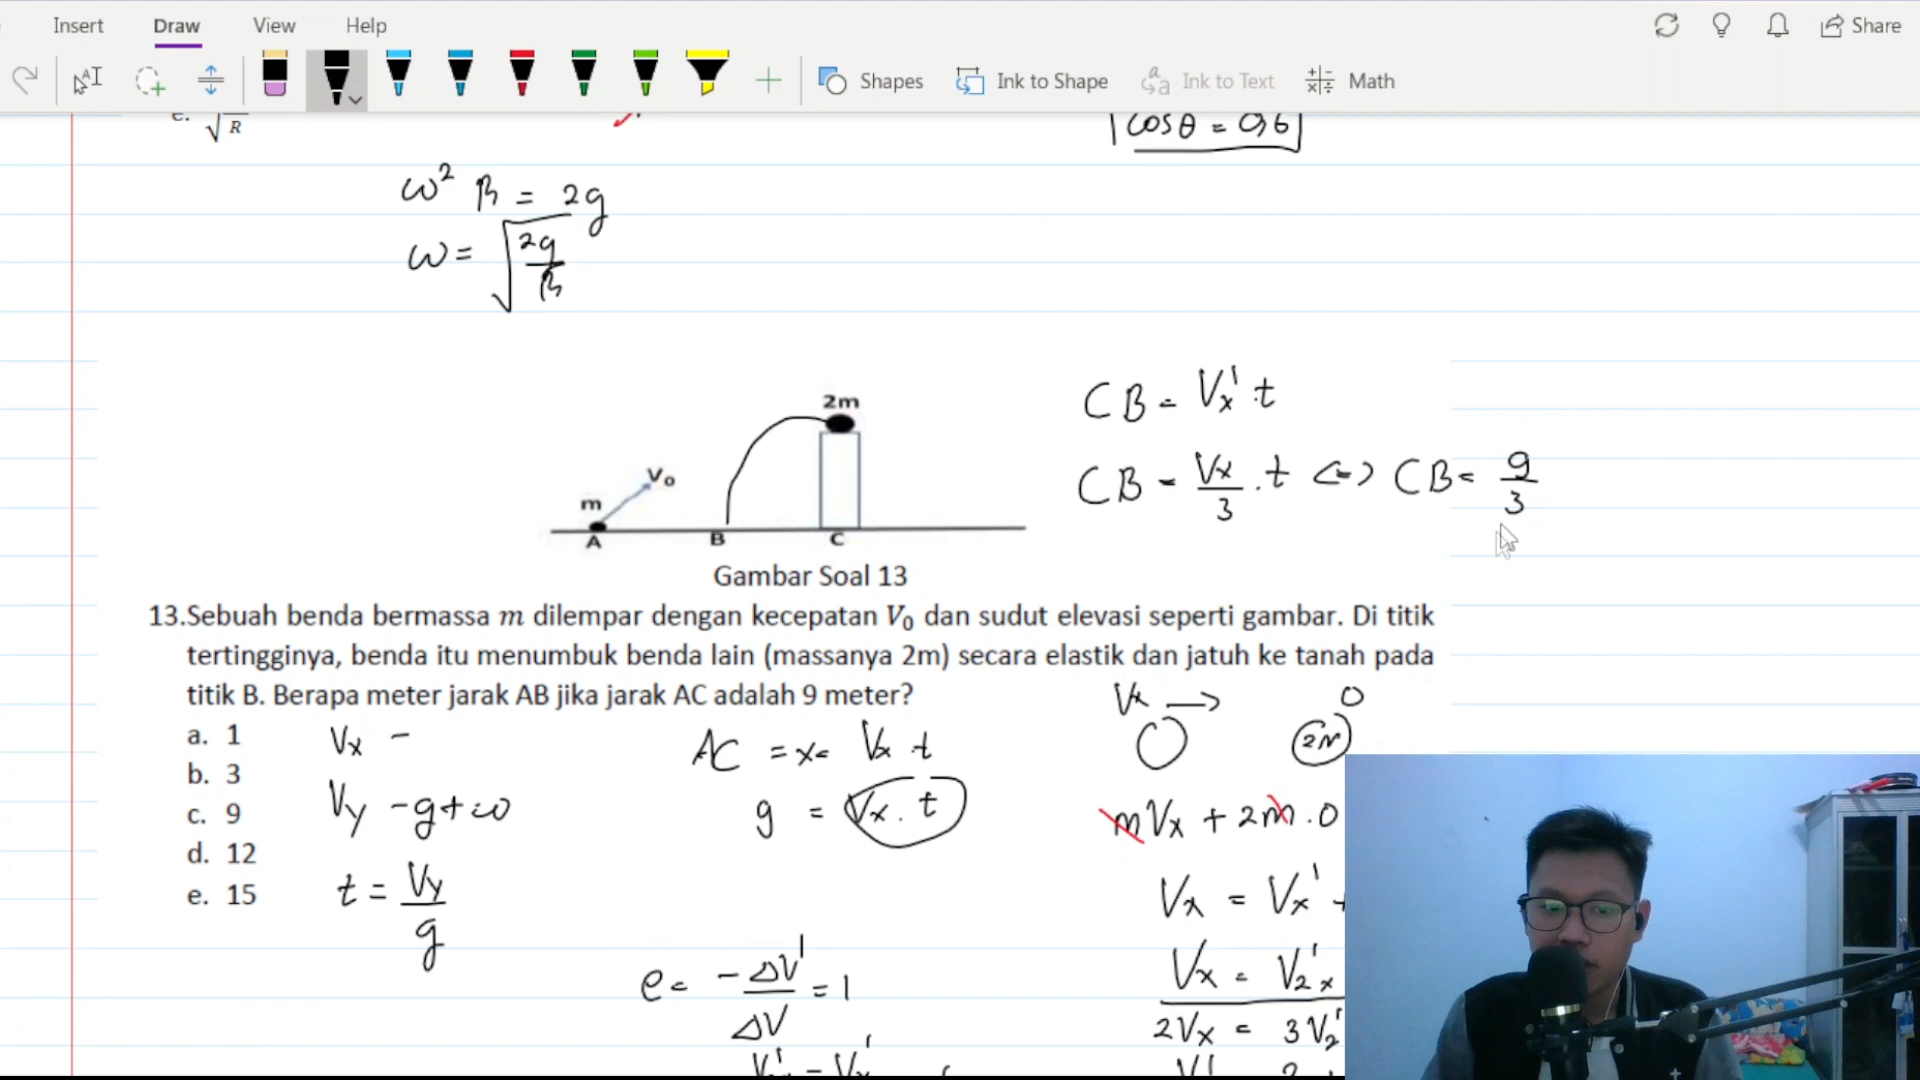 Insert Draw View Help Share
Shapes Ink to Shape Ink to Text Math
e. √ R
cosθ = 0,6
ω² R = 2g
ω = √2g/R
2m
V₀
m
A B C
CB = Vx' . t
CB = Vx/3 . t <=> CB = 9/3
Gambar Soal 13
13.Sebuah benda bermassa m dilempar dengan kecepatan V₀ dan sudut elevasi seperti gambar. Di titik
tertingginya, benda itu menumbuk benda lain (massanya 2m) secara elastik dan jatuh ke tanah pada
titik B. Berapa meter jarak AB jika jarak AC adalah 9 meter?
a. 1
b. 3
c. 9
d. 12
e. 15
Vx -
t = Vy/g
AC = x = Vx . t
9 = Vx . t
e = -ΔV'/ΔV = 1
Vx → 0
2m
mVx + 2m . 0
Vx = Vx' +
Vx = V₂'x
2Vx = 3V₂'